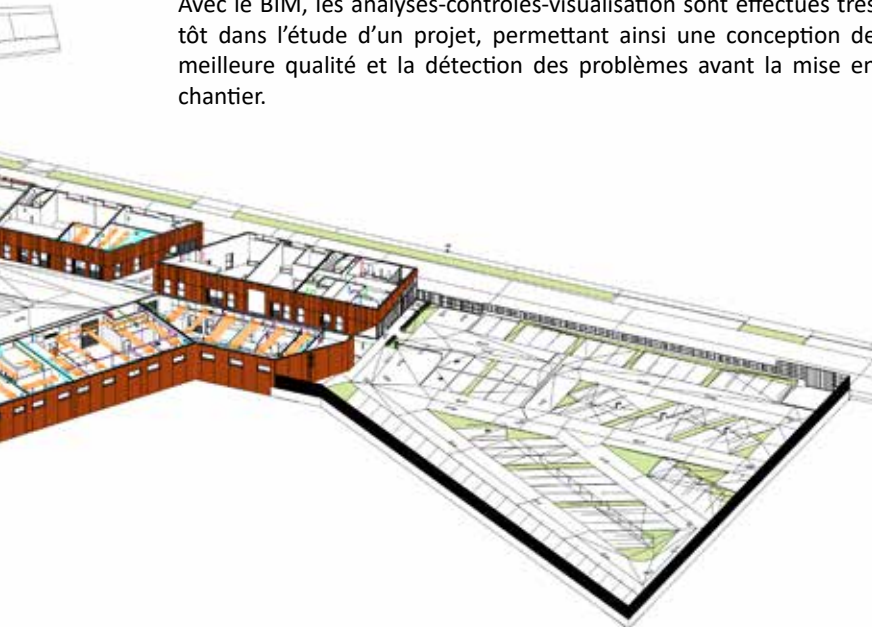 Avec le BIM, les analyses-contrôles-visualisation sont effectués très
tôt dans l’étude d’un projet, permettant ainsi une conception de
meilleure qualité et la détection des problèmes avant la mise en
chantier.